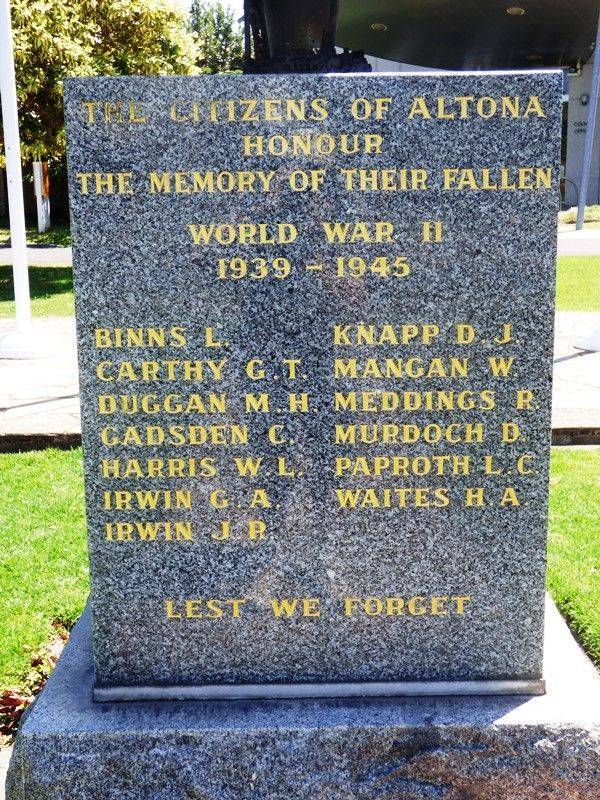 THE CITIZENS OF ALTONA
HONOUR
THE MEMORY OF THEIR FALLEN
WORLD WAR II
1939 - 1945
BINNS L.
CARTHY G.T.
DUGGAN M.H.
GADSDEN C.
HARRIS W.L.
IRWIN G.A.
IRWIN J.R.
KNAPP D.J.
MANGAN W.
MEDDINGS R.
MURDOCH D.
PAPROTH L.C.
WAITES H.A.
LEST WE FORGET